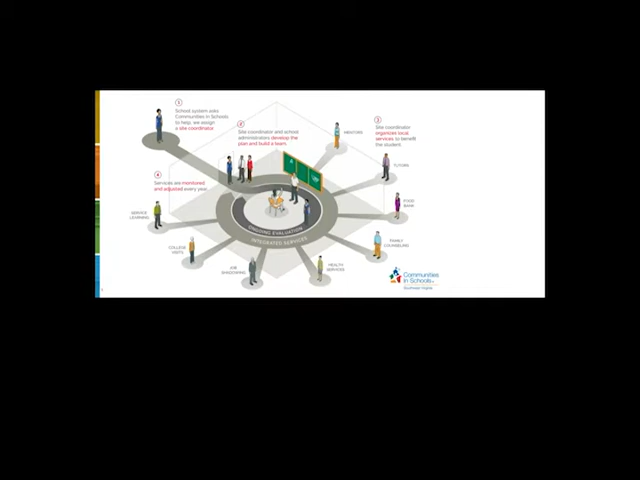 1
School system asks
Communities in Schools
to help, we assign
a site coordinator.
2
Site coordinator and school
administrators develop the
plan and build a team.
3
Site coordinator
organizes local
services to benefit
the student.
4
Services are monitored
and adjusted every year.
MENTORS
TUTORS
FOOD
BANK
FAMILY
COUNSELING
HEALTH
SERVICES
JOB
SHADOWING
COLLEGE
VISITS
SERVICE
LEARNING
ONGOING EVALUATION
INTEGRATED SERVICES
Communities
In Schools
Southwest Virginia